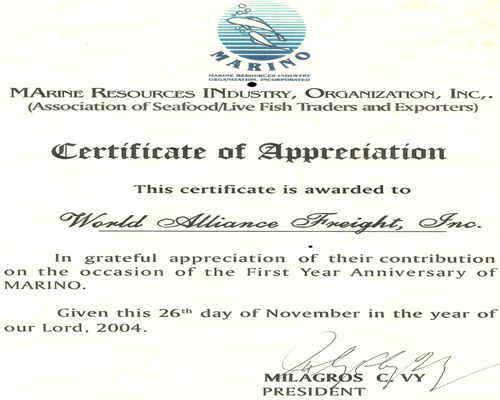 MARINO
MARINE RESOURCES INDUSTRY
ORGANIZATION, INCORPORATED
MARINE RESOURCES INDUSTRY, ORGANIZATION, INC,.
(Association of Seafood/Live Fish Traders and Exporters)
Certificate of Appreciation
This certificate is awarded to
World Alliance Freight, Inc.
In grateful appreciation of their contribution
on the occasion of the First Year Anniversary of
MARINO.
Given this 26th day of November in the year of
our Lord, 2004.
MILAGROS C. VY
PRESIDENT